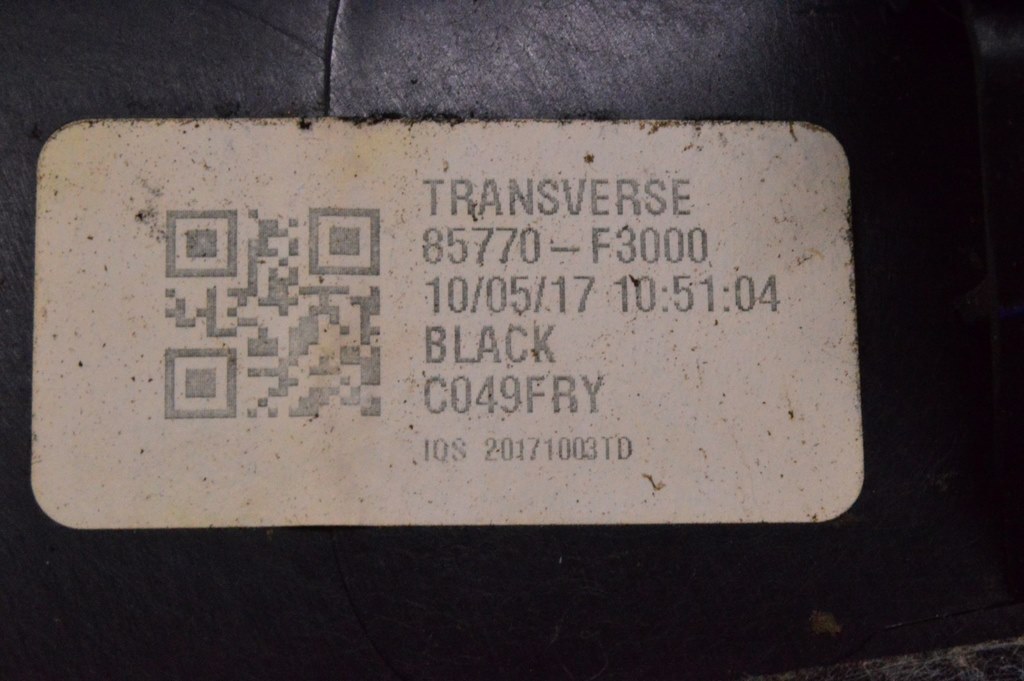 TRANSVERSE
85770-F3000
10/05/17 10:51:04
BLACK
C049FRY
IQS 20171003TD